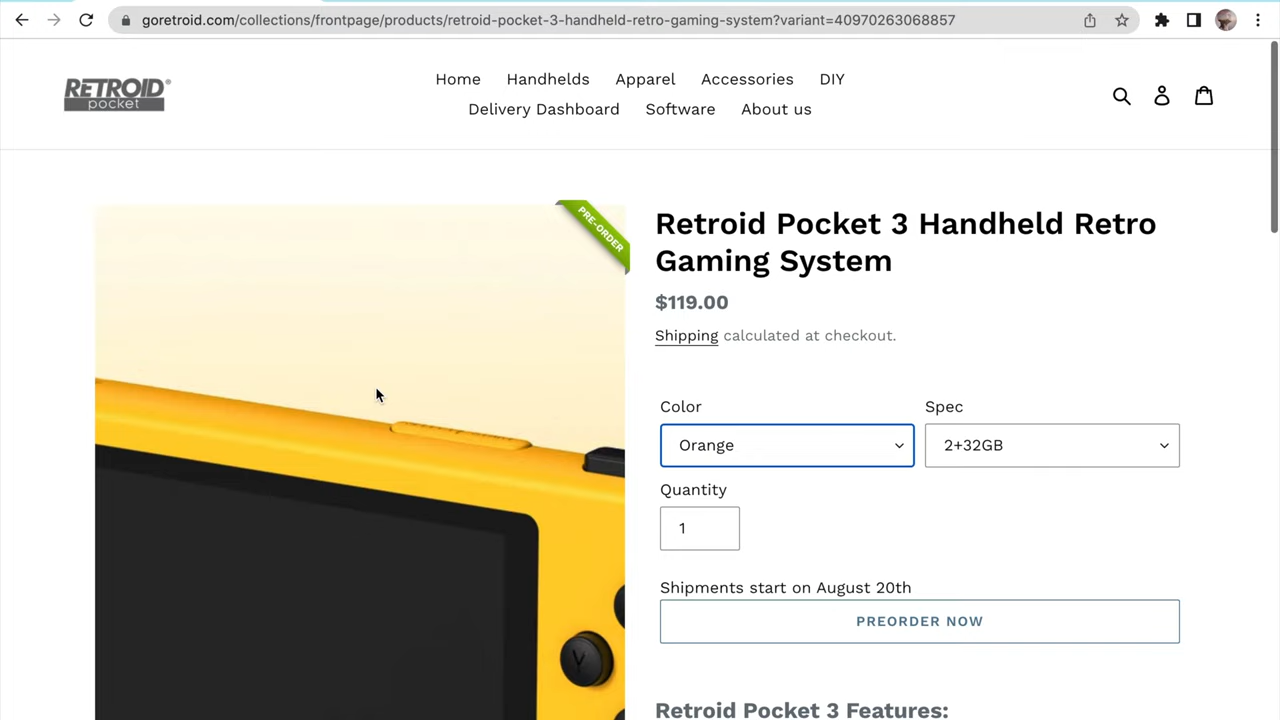 goretroid.com/collections/frontpage/products/retroid-pocket-3-handheld-retro-gaming-system?variant=40970263068857
RETROID®
pocket
Home Handhelds Apparel Accessories DIY
Delivery Dashboard Software About us
PRE-ORDER
Retroid Pocket 3 Handheld Retro
Gaming System
$119.00
Shipping calculated at checkout.
Color Spec
Orange 2+32GB
Quantity
1
Shipments start on August 20th
PREORDER NOW
Retroid Pocket 3 Features:
Y